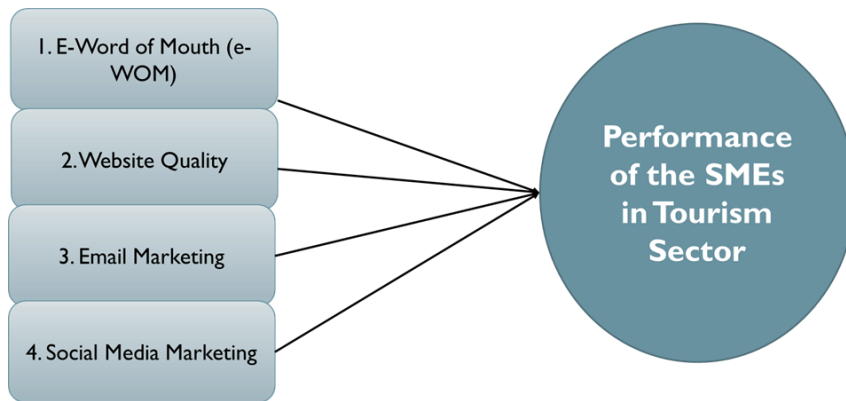 1. E-Word of Mouth (e-
WOM)
2. Website Quality
3. Email Marketing
4. Social Media Marketing
Performance
of the SMEs
in Tourism
Sector